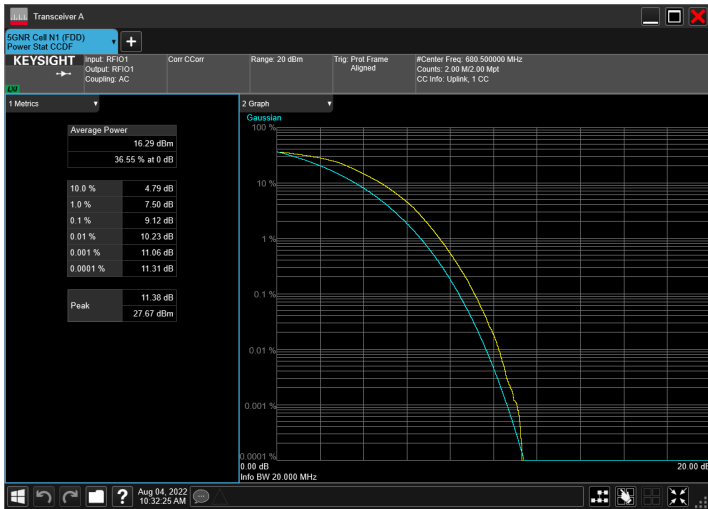 Transceiver A
5GNR Cell N1 (FDD)
Power Stat CCDF
+
KEYSIGHT
LXI
Input: RFIO1
Output: RFIO1
Coupling: AC
Corr CCorr
Range: 20 dBm
Trig: Prot Frame
Aligned
#Center Freq: 680.500000 MHz
Counts: 2.00 M/2.00 Mpt
CC Info: Uplink, 1 CC
1 Metrics
Average Power
16.29 dBm
36.55 % at 0 dB
10.0 % 4.79 dB
1.0 % 7.50 dB
0.1 % 9.12 dB
0.01 % 10.23 dB
0.001 % 11.06 dB
0.0001 % 11.31 dB
Peak
11.38 dB
27.67 dBm
2 Graph
Gaussian
100 %
10 %
1 %
0.1 %
0.01 %
0.001 %
0.0001 %
0.00 dB
20.00 dB
Info BW 20.000 MHz
?
Aug 04, 2022
10:32:25 AM